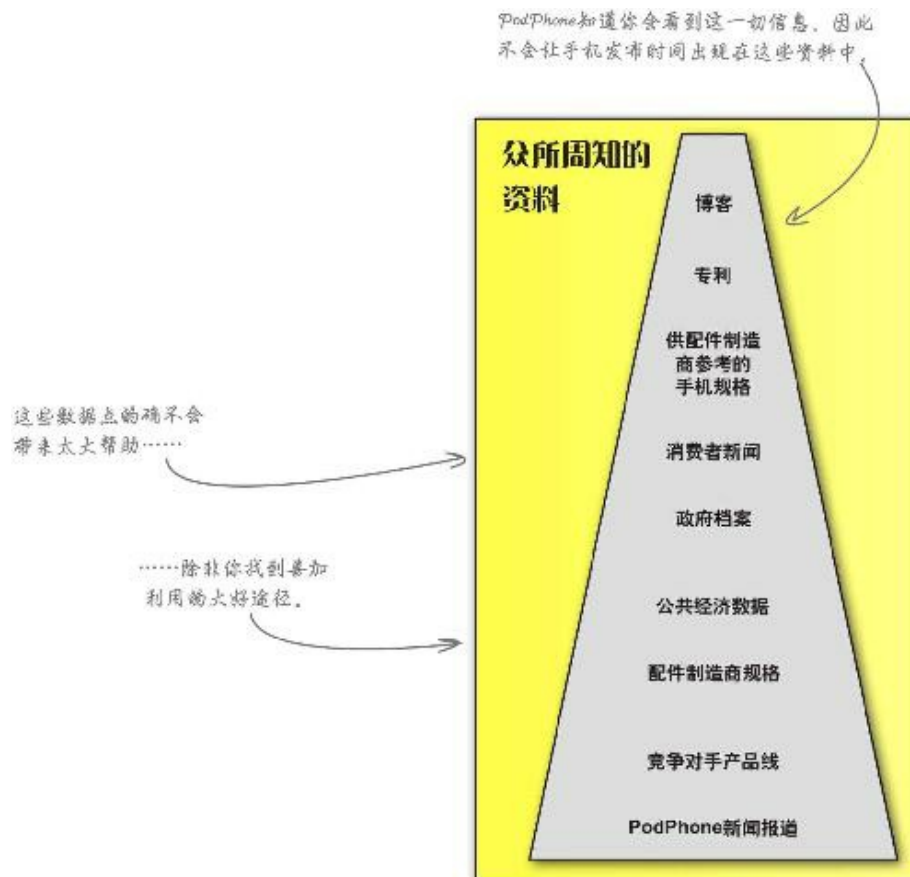 PodPhone知道你会看到这一切信息，因此
不会让手机发布时间出现在这些资料中。
众所周知的
资料
博客
专利
供配件制造
商参考的
手机规格
消费者新闻
政府档案
公共经济数据
配件制造商规格
竞争对手产品线
PodPhone新闻报道
这些数据点的确不会
带来太大帮助……
……除非你找到善加
利用的大好途径。